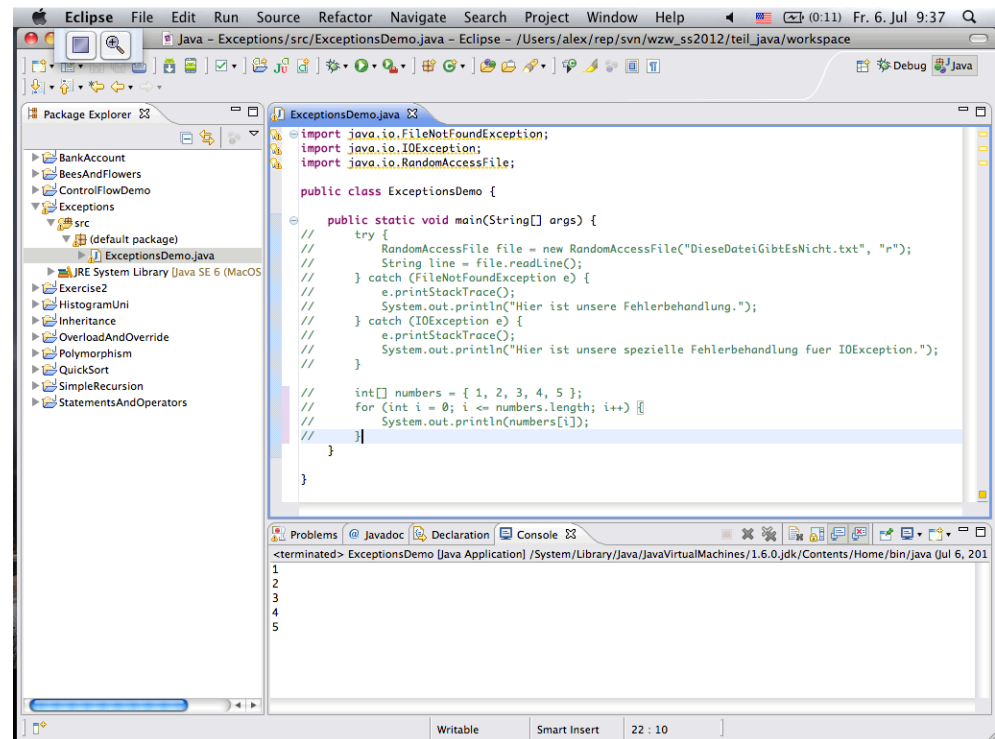 Eclipse File Edit Run Source Refactor Navigate Search Project Window Help (0:11) Fr. 6. Jul 9:37
Java – Exceptions/src/ExceptionsDemo.java – Eclipse – /Users/alex/rep/svn/wzw_ss2012/teil_java/workspace
Debug Java
Package Explorer
BankAccount
BeesAndFlowers
ControlFlowDemo
Exceptions
src
(default package)
ExceptionsDemo.java
JRE System Library [Java SE 6 (MacOS
Exercise2
HistogramUni
Inheritance
OverloadAndOverride
Polymorphism
QuickSort
SimpleRecursion
StatementsAndOperators
ExceptionsDemo.java
import java.io.FileNotFoundException;
import java.io.IOException;
import java.io.RandomAccessFile;
public class ExceptionsDemo {
public static void main(String[] args) {
// try {
// RandomAccessFile file = new RandomAccessFile("DieseDateiGibtEsNicht.txt", "r");
// String line = file.readLine();
// } catch (FileNotFoundException e) {
// e.printStackTrace();
// System.out.println("Hier ist unsere Fehlerbehandlung.");
// } catch (IOException e) {
// e.printStackTrace();
// System.out.println("Hier ist unsere spezielle Fehlerbehandlung fuer IOException.");
// }
// int[] numbers = { 1, 2, 3, 4, 5 };
// for (int i = 0; i <= numbers.length; i++) {
// System.out.println(numbers[i]);
// }
}
}
Problems Javadoc Declaration Console
<terminated> ExceptionsDemo [Java Application] /System/Library/Java/JavaVirtualMachines/1.6.0.jdk/Contents/Home/bin/java (Jul 6, 201
1
2
3
4
5
Writable Smart Insert 22 : 10